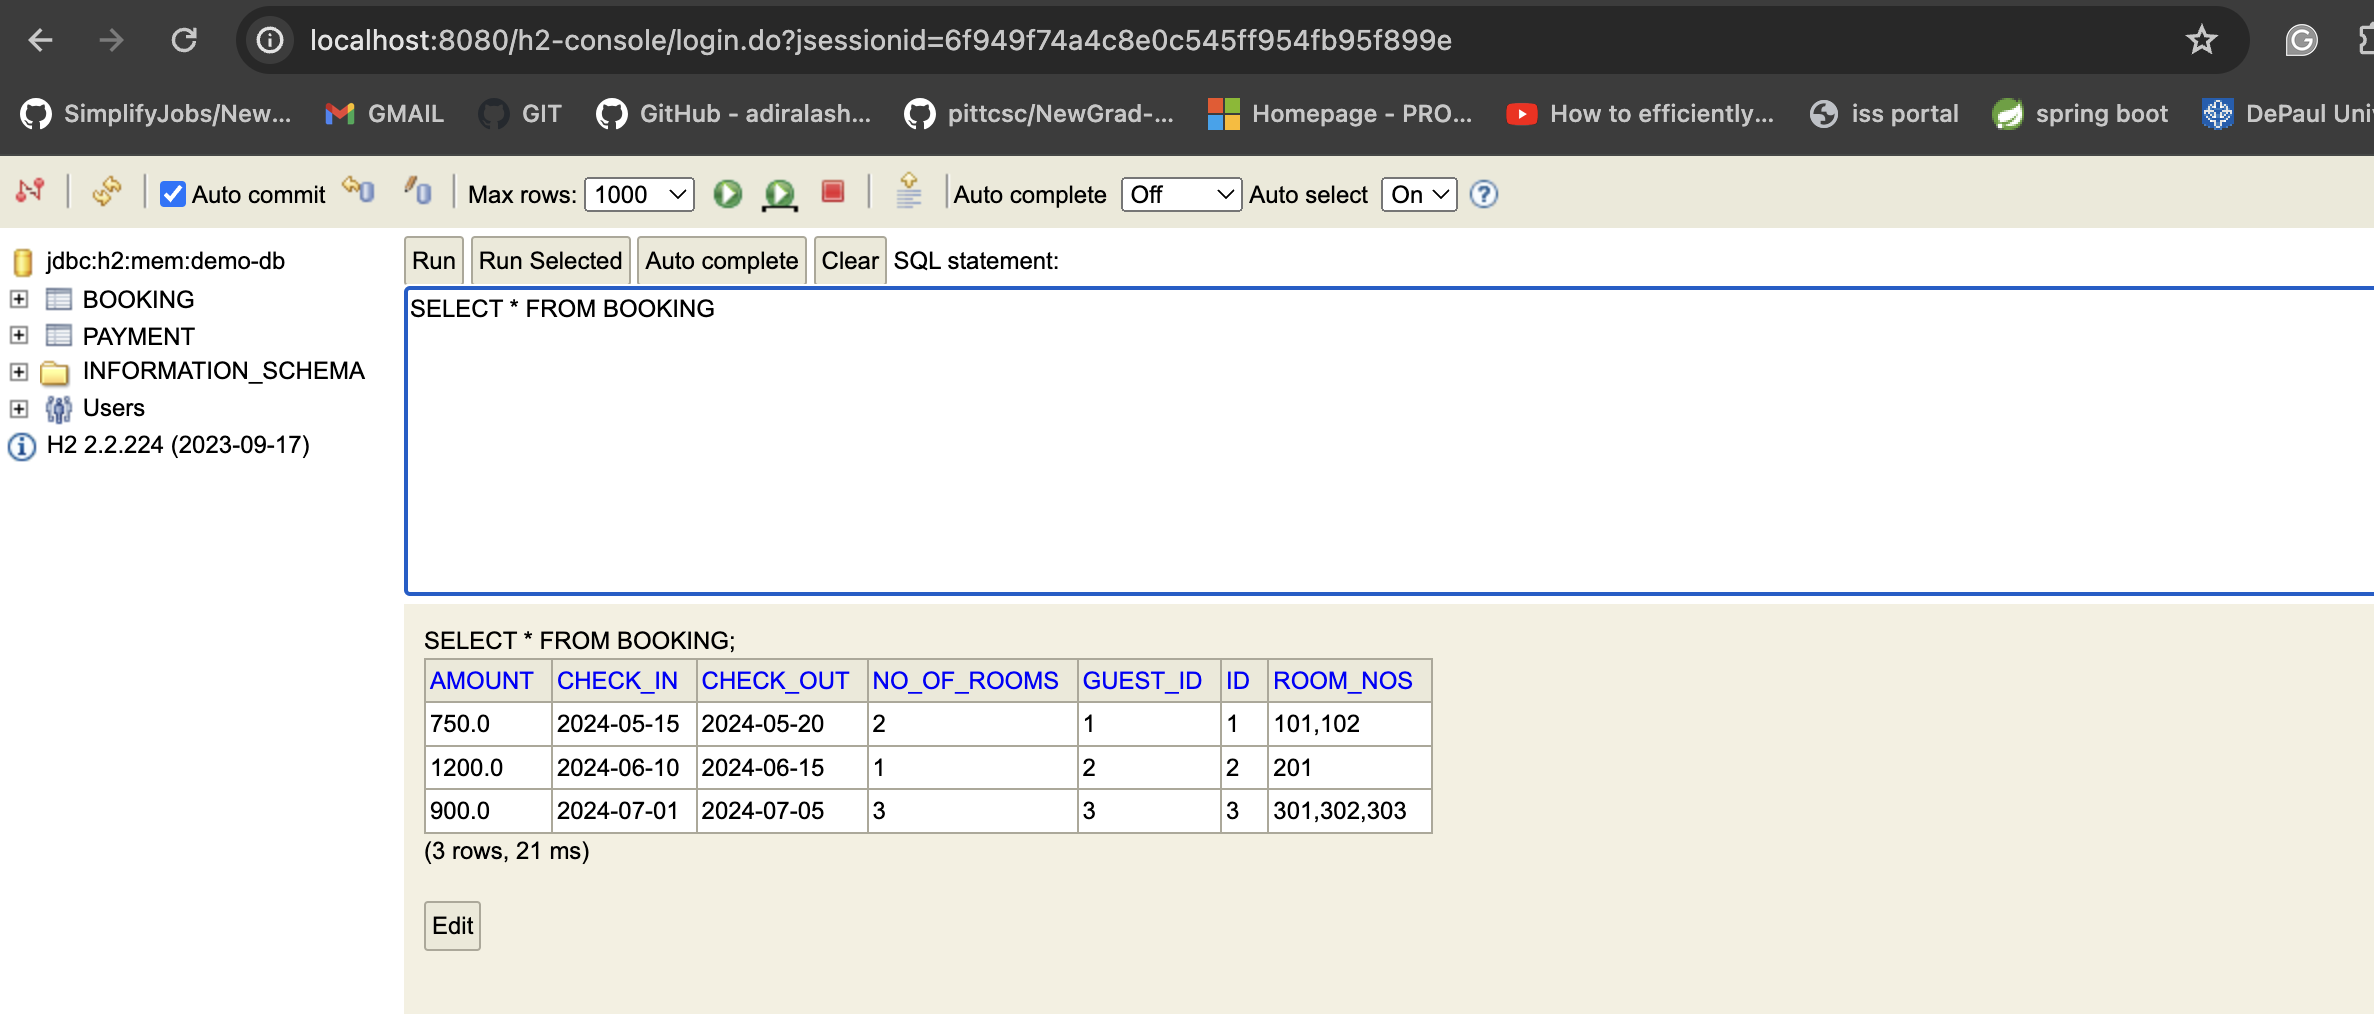 localhost:8080/h2-console/login.do?jsessionid=6f949f74a4c8e0c545ff954fb95f899e
SimplifyJobs/New... GMAIL GIT GitHub - adiralash... pittcsc/NewGrad-... Homepage - PRO... How to efficiently... iss portal spring boot DePaul Uni
Auto commit Max rows: 1000 Auto complete Off Auto select On
jdbc:h2:mem:demo-db
BOOKING
PAYMENT
INFORMATION_SCHEMA
Users
H2 2.2.224 (2023-09-17)
Run Run Selected Auto complete Clear SQL statement:
SELECT * FROM BOOKING
SELECT * FROM BOOKING;
AMOUNT CHECK_IN CHECK_OUT NO_OF_ROOMS GUEST_ID ID ROOM_NOS
750.0 2024-05-15 2024-05-20 2 1 1 101,102
1200.0 2024-06-10 2024-06-15 1 2 2 201
900.0 2024-07-01 2024-07-05 3 3 3 301,302,303
(3 rows, 21 ms)
Edit